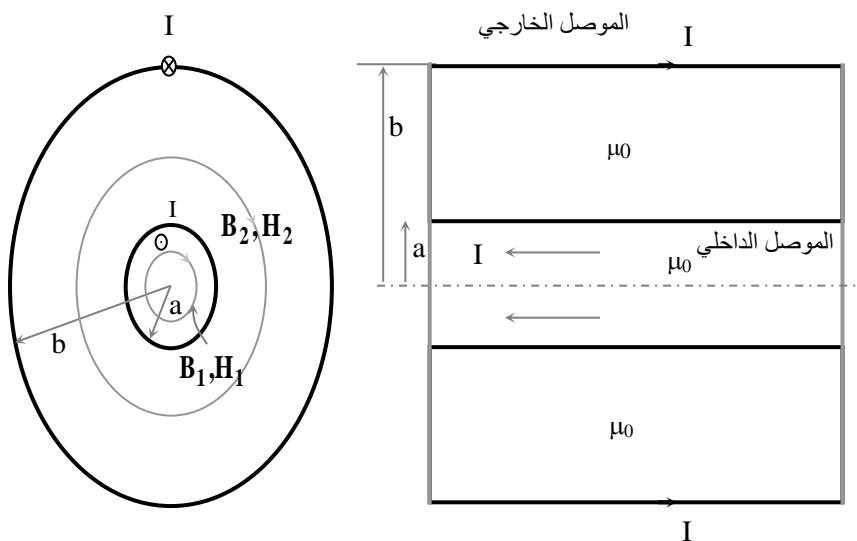 I
I
B₂,H₂
a
b
B₁,H₁
الموصل الخارجي
I
b
μ₀
a
I
الموصل الداخلي
μ₀
μ₀
I